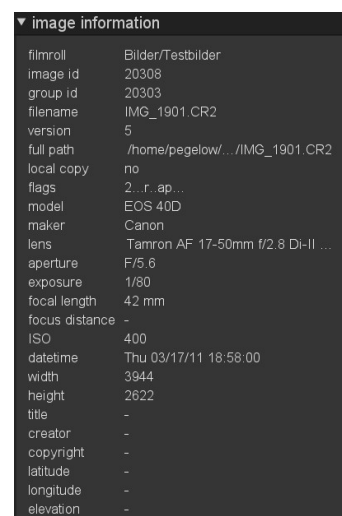 ▼ image information
filmroll Bilder/Testbilder
image id 20308
group id 20303
filename IMG_1901.CR2
version 5
full path /home/pegelow/.../IMG_1901.CR2
local copy no
flags 2...r..ap...
model EOS 40D
maker Canon
lens Tamron AF 17-50mm f/2.8 Di-II ...
aperture F/5.6
exposure 1/80
focal length 42 mm
focus distance -
ISO 400
datetime Thu 03/17/11 18:58:00
width 3944
height 2622
title -
creator -
copyright -
latitude -
longitude -
elevation -